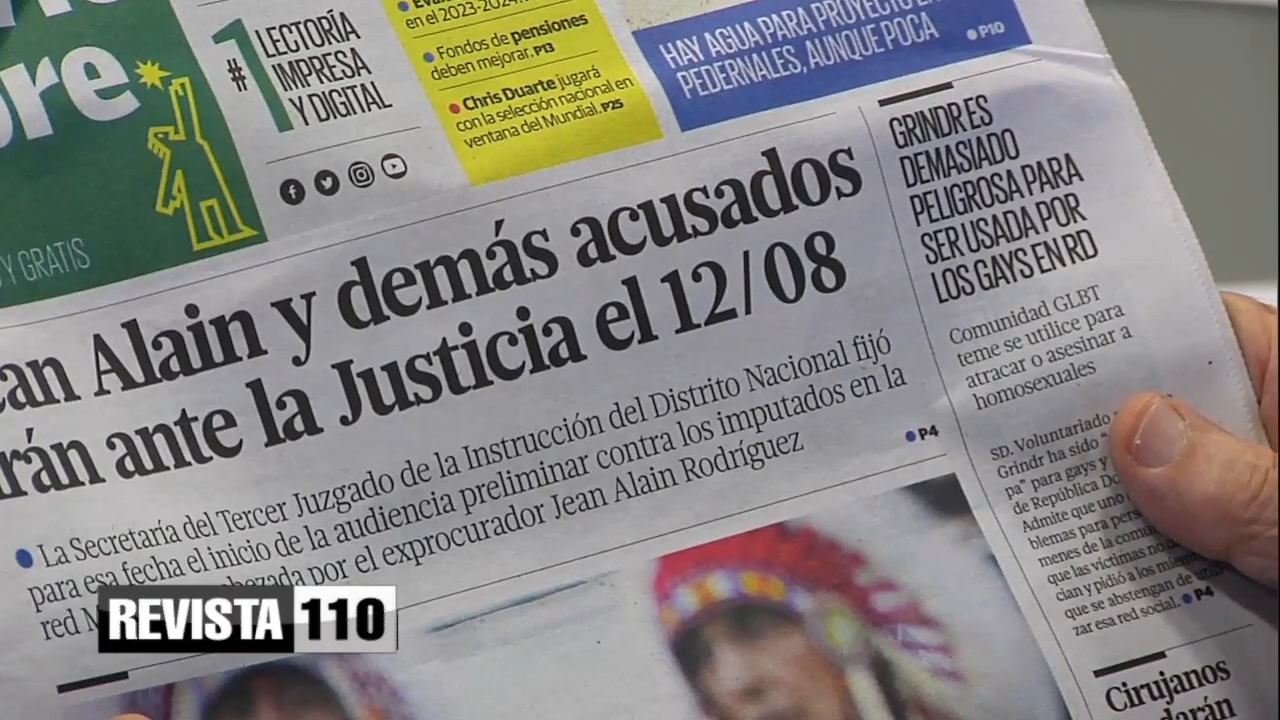 bre
Y GRATIS
#1
LECTORÍA
IMPRESA
Y DIGITAL
en el 2023-2024.
Fondos de pensiones
deben mejorar. P13
Chris Duarte jugará
con la selección nacional en
ventana del Mundial. P25
HAY AGUA PARA PROYECTO
PEDERNALES, AUNQUE POCA
P10
an Alain y demás acusados
rán ante la Justicia el 12/08
La Secretaría del Tercer Juzgado de la Instrucción del Distrito Nacional fijó
para esa fecha el inicio de la audiencia preliminar contra los imputados en la
red por el exprocurador Jean Alain Rodríguez
P4
GRINDR ES
DEMASIADO
PELIGROSA PARA
SER USADA POR
LOS GAYS EN RD
Comunidad GLBT
teme se utilice para
atracar o asesinar a
homosexuales
SD. Voluntariado
Grindr ha sido
pa" para gays y
de República
Admite que uno
blemas para
menes de la
que las víctimas
cian y pidió a los
que se abstengan de
zar esa red social. P4
Cirujanos
REVISTA 110